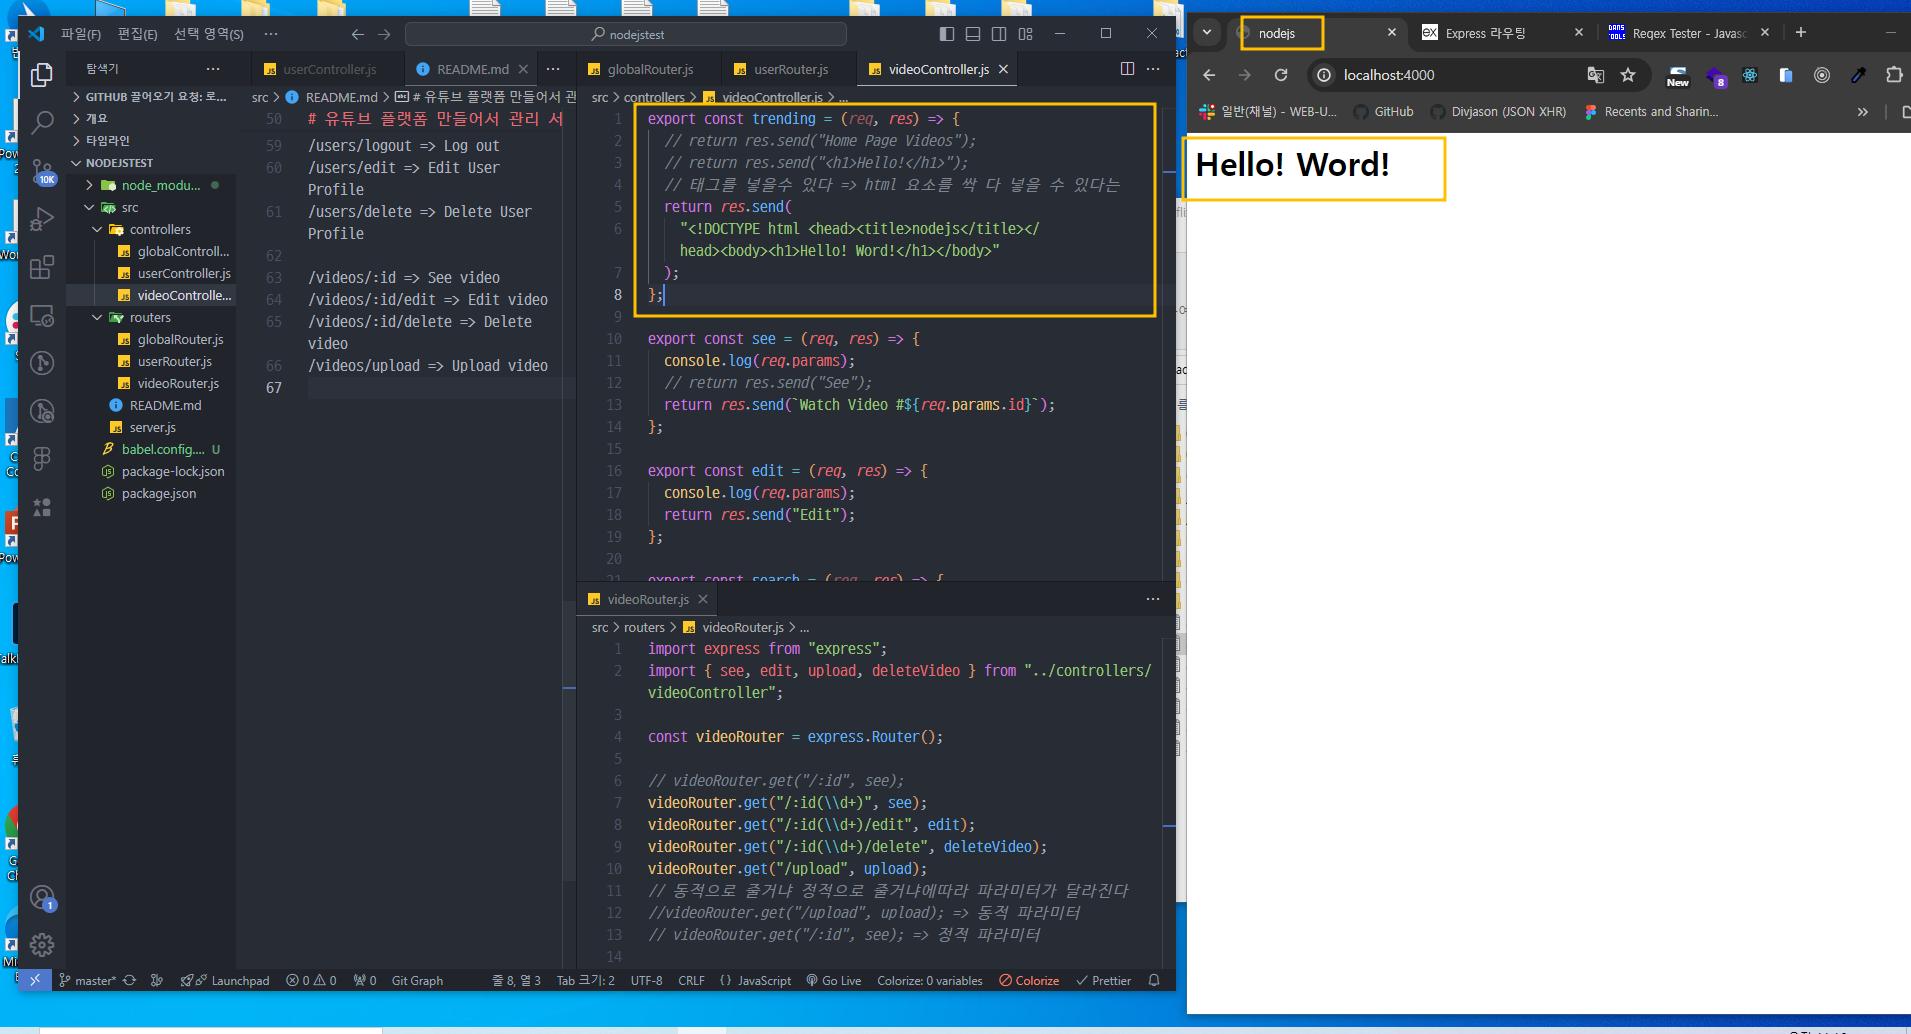 파일(F) 편집(E) 선택 영역(S) ··· nodejstest
탐색기 ···
GITHUB 끌어오기 요청: 로...
개요
타임라인
NODEJSTEST
node_modu...
src
controllers
globalControll...
userController.js
videoControlle...
routers
globalRouter.js
userRouter.js
videoRouter.js
README.md
server.js
babel.config.... U
package-lock.json
package.json
10K
1
userController.js README.md ···
src > README.md > # 유튜브 플랫폼 만들어서 관
50 # 유튜브 플랫폼 만들어서 관리 서
59 /users/logout => Log out
60 /users/edit => Edit User
Profile
61 /users/delete => Delete User
Profile
62
63 /videos/:id => See video
64 /videos/:id/edit => Edit video
65 /videos/:id/delete => Delete
video
66 /videos/upload => Upload video
67
globalRouter.js userRouter.js videoController.js ···
src > controllers > videoController.js > ...
1 export const trending = (req, res) => {
2 // return res.send("Home Page Videos");
3 // return res.send("<h1>Hello!</h1>");
4 // 태그를 넣을수 있다 => html 요소를 싹 다 넣을 수 있다는
5 return res.send(
6 "<!DOCTYPE html <head><title>nodejs</title></
head><body><h1>Hello! Word!</h1></body>"
7 );
8 };
9
10 export const see = (req, res) => {
11 console.log(req.params);
12 // return res.send("See");
13 return res.send(`Watch Video #${req.params.id}`);
14 };
15
16 export const edit = (req, res) => {
17 console.log(req.params);
18 return res.send("Edit");
19 };
20
21 export const search = (req, res) => {
videoRouter.js ···
src > routers > videoRouter.js > ...
1 import express from "express";
2 import { see, edit, upload, deleteVideo } from "../controllers/
videoController";
3
4 const videoRouter = express.Router();
5
6 // videoRouter.get("/:id", see);
7 videoRouter.get("/:id(\\d+)", see);
8 videoRouter.get("/:id(\\d+)/edit", edit);
9 videoRouter.get("/:id(\\d+)/delete", deleteVideo);
10 videoRouter.get("/upload", upload);
11 // 동적으로 줄거냐 정적으로 줄거냐에따라 파라미터가 달라진다
12 //videoRouter.get("/upload", upload); => 동적 파라미터
13 // videoRouter.get("/:id", see); => 정적 파라미터
14
master* Launchpad 0 0 0 Git Graph 줄 8, 열 3 Tab 크기: 2 UTF-8 CRLF {} JavaScript Go Live Colorize: 0 variables Colorize Prettier
nodejs Express 라우팅 Regex Tester - Javasc
localhost:4000 New 8
일반(채널) - WEB-U... GitHub Divjason (JSON XHR) Recents and Sharin...
Hello! Word!